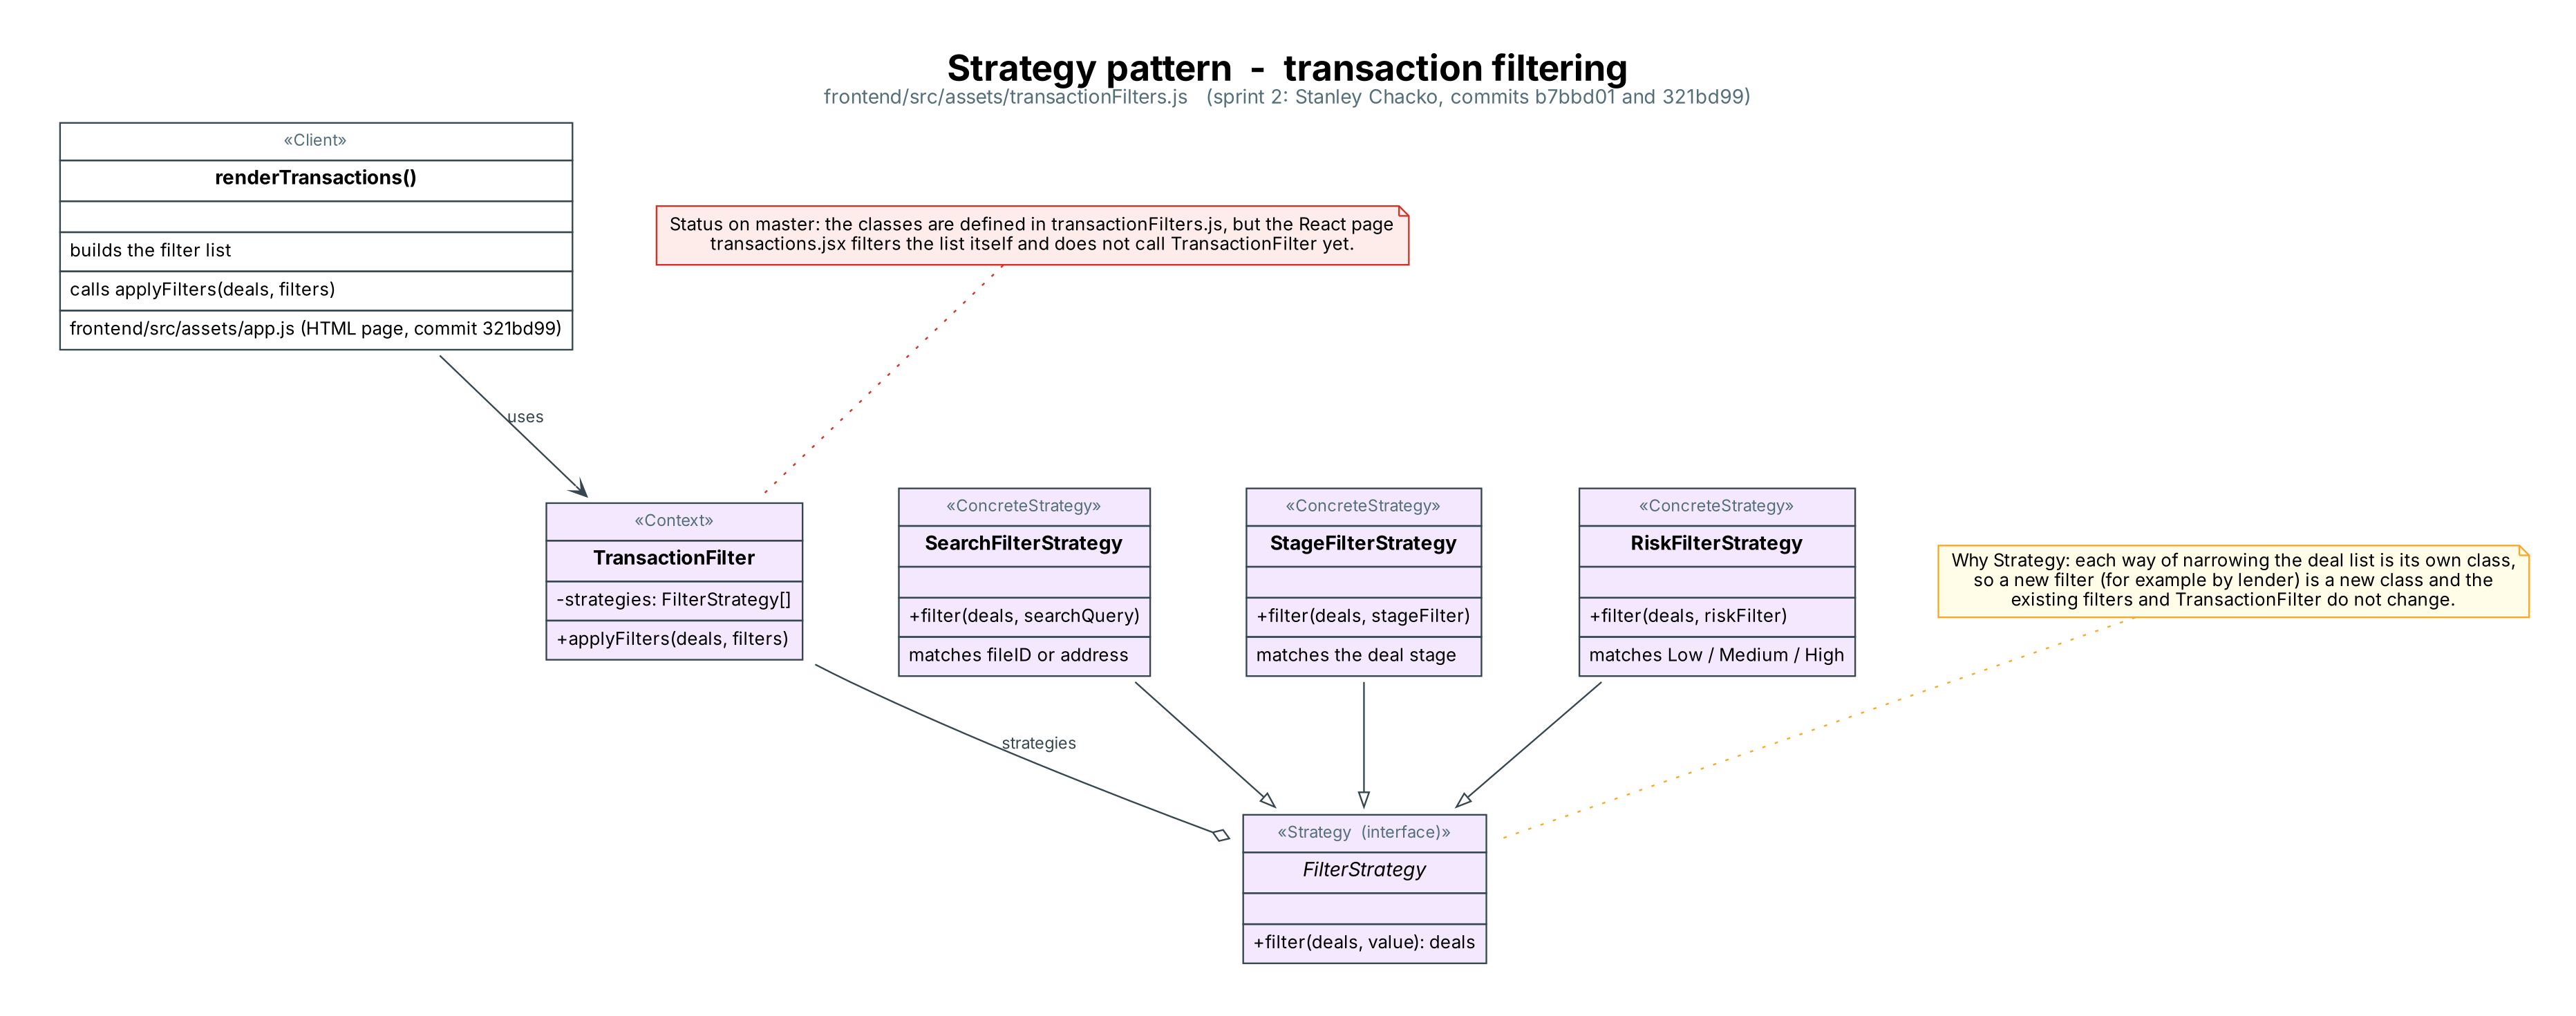 Strategy pattern - transaction filtering
frontend/src/assets/transactionFilters.js (sprint 2: Stanley Chacko, commits b7bbd01 and 321bd99)
«Client»
renderTransactions()
builds the filter list
calls applyFilters(deals, filters)
frontend/src/assets/app.js (HTML page, commit 321bd99)
Status on master: the classes are defined in transactionFilters.js, but the React page
transactions.jsx filters the list itself and does not call TransactionFilter yet.
uses
«Context»
TransactionFilter
-strategies: FilterStrategy[]
+applyFilters(deals, filters)
«ConcreteStrategy»
SearchFilterStrategy
+filter(deals, searchQuery)
matches fileID or address
«ConcreteStrategy»
StageFilterStrategy
+filter(deals, stageFilter)
matches the deal stage
«ConcreteStrategy»
RiskFilterStrategy
+filter(deals, riskFilter)
matches Low / Medium / High
Why Strategy: each way of narrowing the deal list is its own class,
so a new filter (for example by lender) is a new class and the
existing filters and TransactionFilter do not change.
strategies
«Strategy (interface)»
FilterStrategy
+filter(deals, value): deals